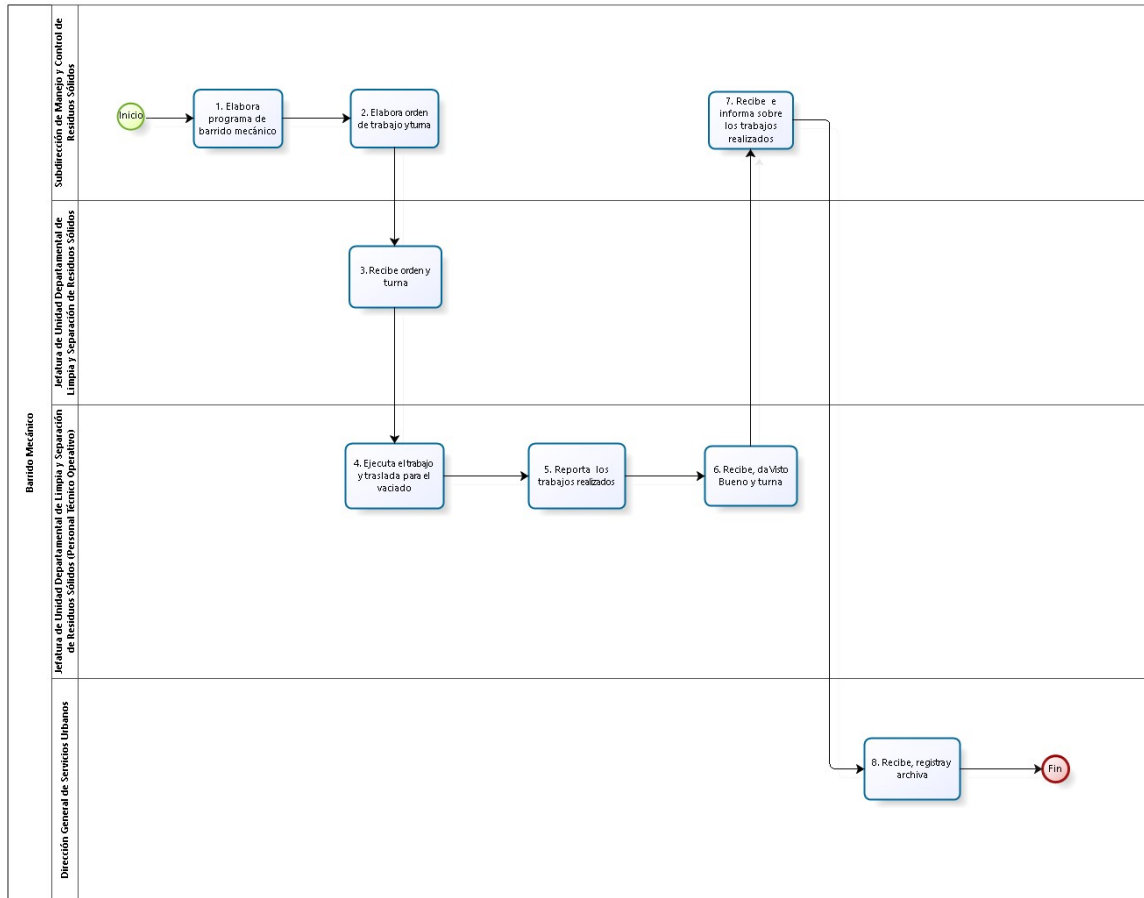 Barrido Mecánico
Subdirección de Manejo y Control de
Residuos Sólidos
Inicio
1. Elabora
programa de
barrido mecánico
2. Elabora orden
de trabajo y turna
7. Recibe e
informa sobre
los trabajos
realizados
Jefatura de Unidad Departamental de
Limpia y Separación de Residuos Sólidos
3. Recibe orden y
turna
Jefatura de Unidad Departamental de Limpia y Separación
de Residuos Sólidos (Personal Técnico Operativo)
4. Ejecuta el trabajo
y traslada para el
vaciado
5. Reporta los
trabajos realizados
6. Recibe, da Visto
Bueno y turna
Dirección General de Servicios Urbanos
8. Recibe, registra y
archiva
Fin